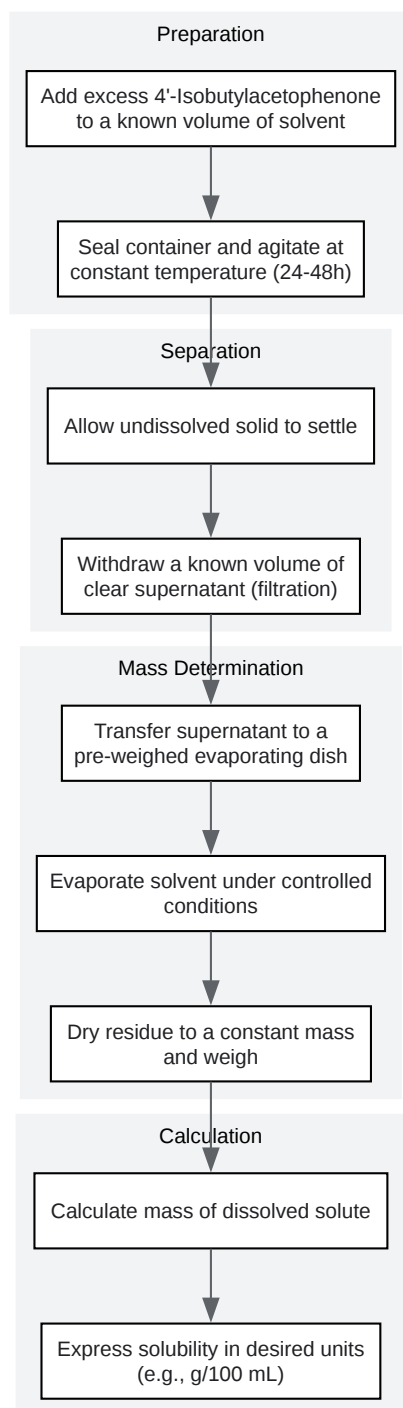 Preparation
Add excess 4'-Isobutylacetophenone
to a known volume of solvent
Seal container and agitate at
constant temperature (24-48h)
Separation
Allow undissolved solid to settle
Withdraw a known volume of
clear supernatant (filtration)
Mass Determination
Transfer supernatant to a
pre-weighed evaporating dish
Evaporate solvent under controlled
conditions
Dry residue to a constant mass
and weigh
Calculation
Calculate mass of dissolved solute
Express solubility in desired units
(e.g., g/100 mL)